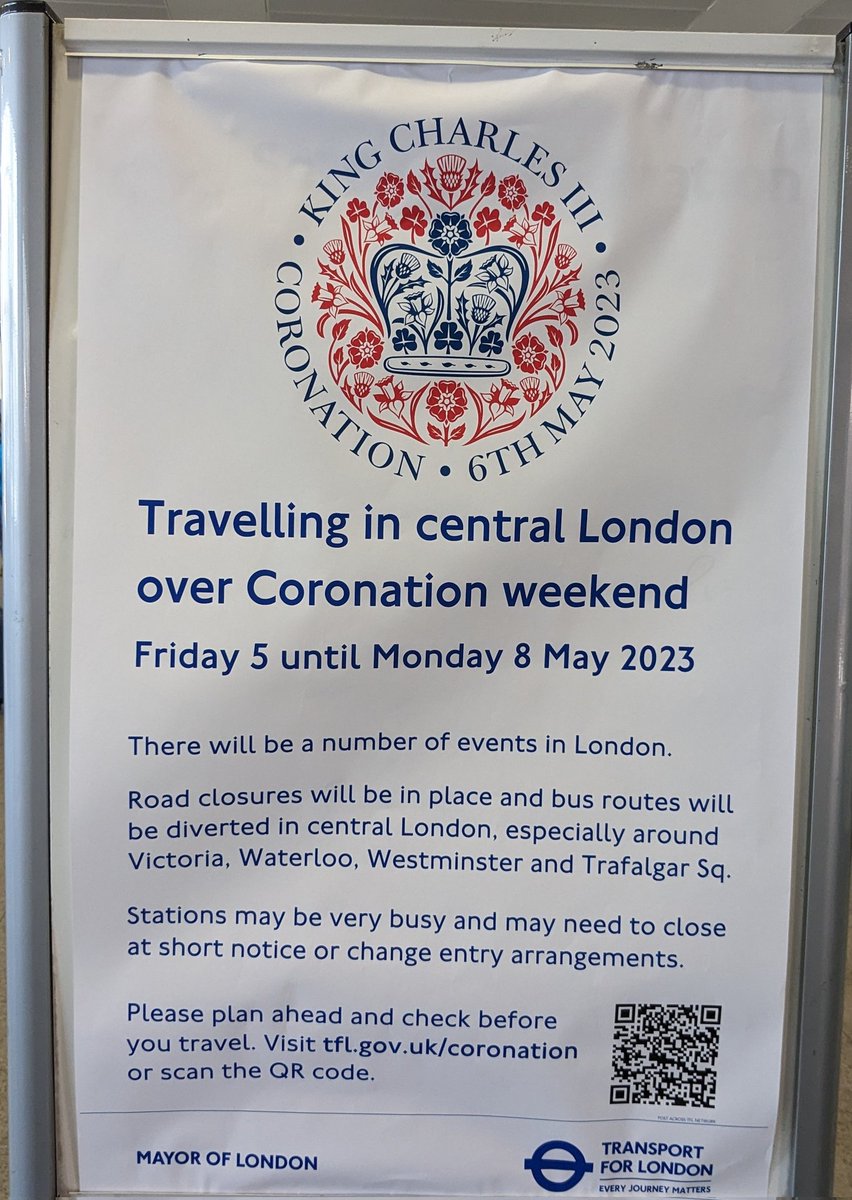 KING CHARLES III
CORONATION • 6TH MAY 2023
Travelling in central London
over Coronation weekend
Friday 5 until Monday 8 May 2023
There will be a number of events in London.
Road closures will be in place and bus routes will
be diverted in central London, especially around
Victoria, Waterloo, Westminster and Trafalgar Sq.
Stations may be very busy and may need to close
at short notice or change entry arrangements.
Please plan ahead and check before
you travel. Visit tfl.gov.uk/coronation
or scan the QR code.
POST ACROSS TFL NETWORK
MAYOR OF LONDON
TRANSPORT
FOR LONDON
EVERY JOURNEY MATTERS